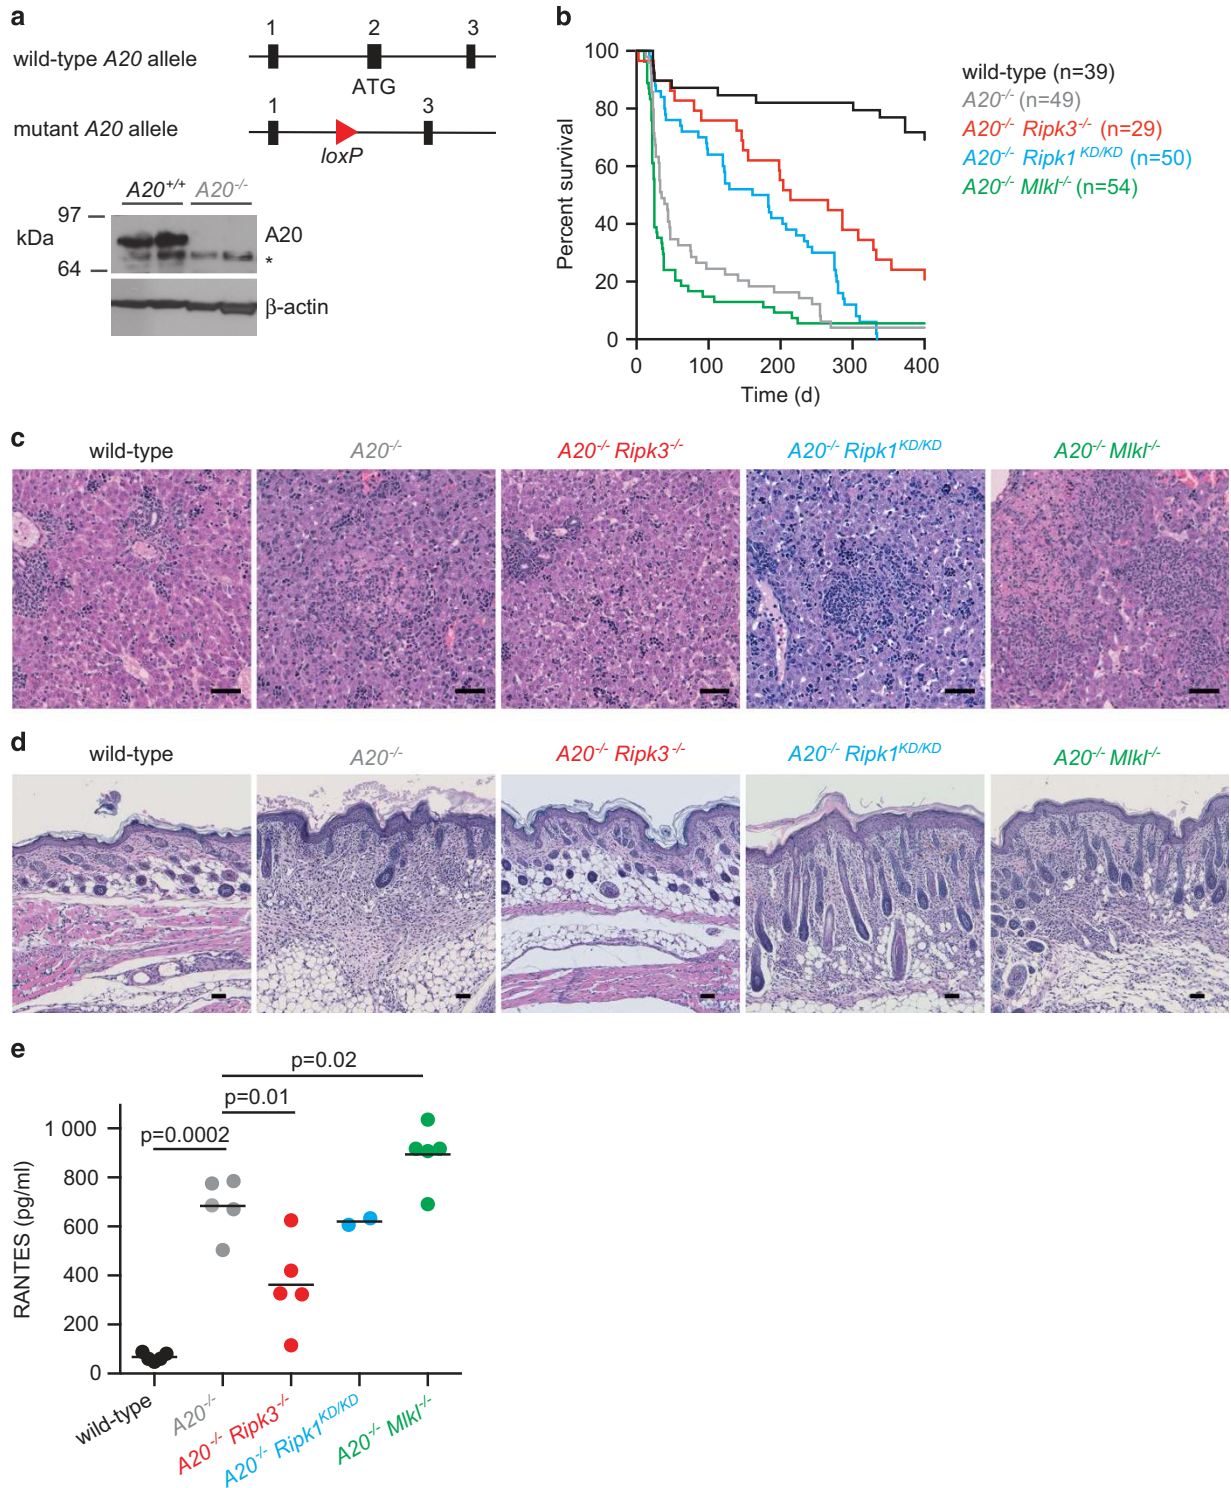 a
1 2 3
wild-type A20 allele
ATG
1 3
mutant A20 allele
loxP
A20+/+ A20-/-
97
kDa
A20
*
64
β-actin
b
100
80
60
40
20
0
Percent survival
0 100 200 300 400
Time (d)
wild-type (n=39)
A20-/- (n=49)
A20-/- Ripk3-/- (n=29)
A20-/- Ripk1KD/KD (n=50)
A20-/- Mlkl-/- (n=54)
c
wild-type A20-/- A20-/- Ripk3-/- A20-/- Ripk1KD/KD A20-/- Mlkl-/-
d
wild-type A20-/- A20-/- Ripk3-/- A20-/- Ripk1KD/KD A20-/- Mlkl-/-
e
p=0.02
p=0.01
p=0.0002
1 000
800
600
400
200
0
RANTES (pg/ml)
wild-type
A20-/-
A20-/- Ripk3-/-
A20-/- Ripk1KD/KD
A20-/- Mlkl-/-